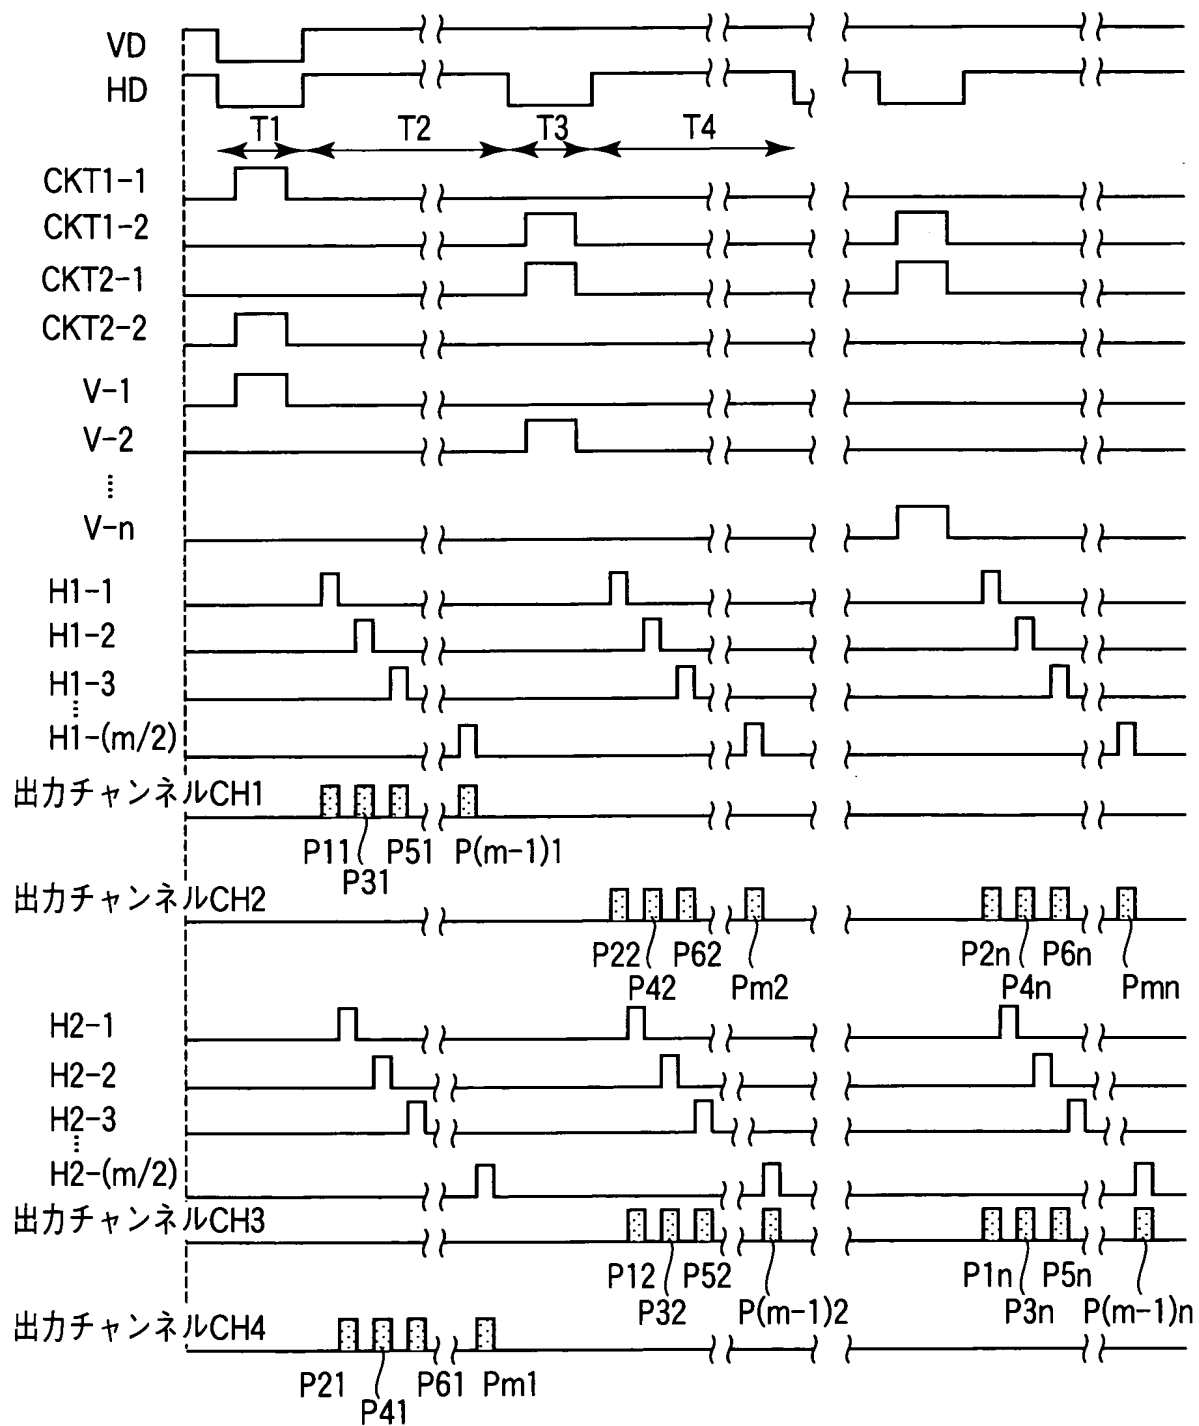 VD
HD
T1 T2 T3 T4
CKT1-1
CKT1-2
CKT2-1
CKT2-2
V-1
V-2
⋮
V-n
H1-1
H1-2
H1-3
⋮
H1-(m/2)
出力チャンネルCH1
P11 P51 P(m-1)1
P31
出力チャンネルCH2
P22 P62 P2n P6n
P42 Pm2 P4n Pmn
H2-1
H2-2
H2-3
⋮
H2-(m/2)
出力チャンネルCH3
P12 P52 P1n P5n
P32 P(m-1)2 P3n P(m-1)n
出力チャンネルCH4
P21 P61 Pm1
P41